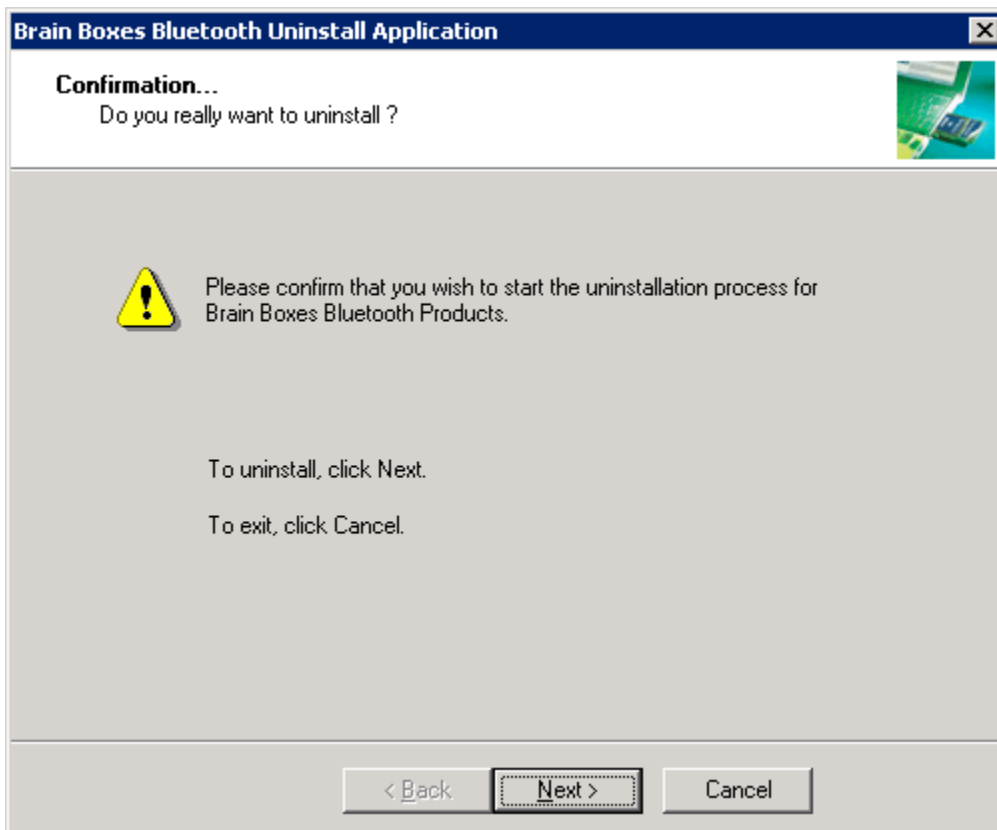 Brain Boxes Bluetooth Uninstall Application
Confirmation...
Do you really want to uninstall ?
Please confirm that you wish to start the uninstallation process for
Brain Boxes Bluetooth Products.
To uninstall, click Next.
To exit, click Cancel.
< Back
Next >
Cancel